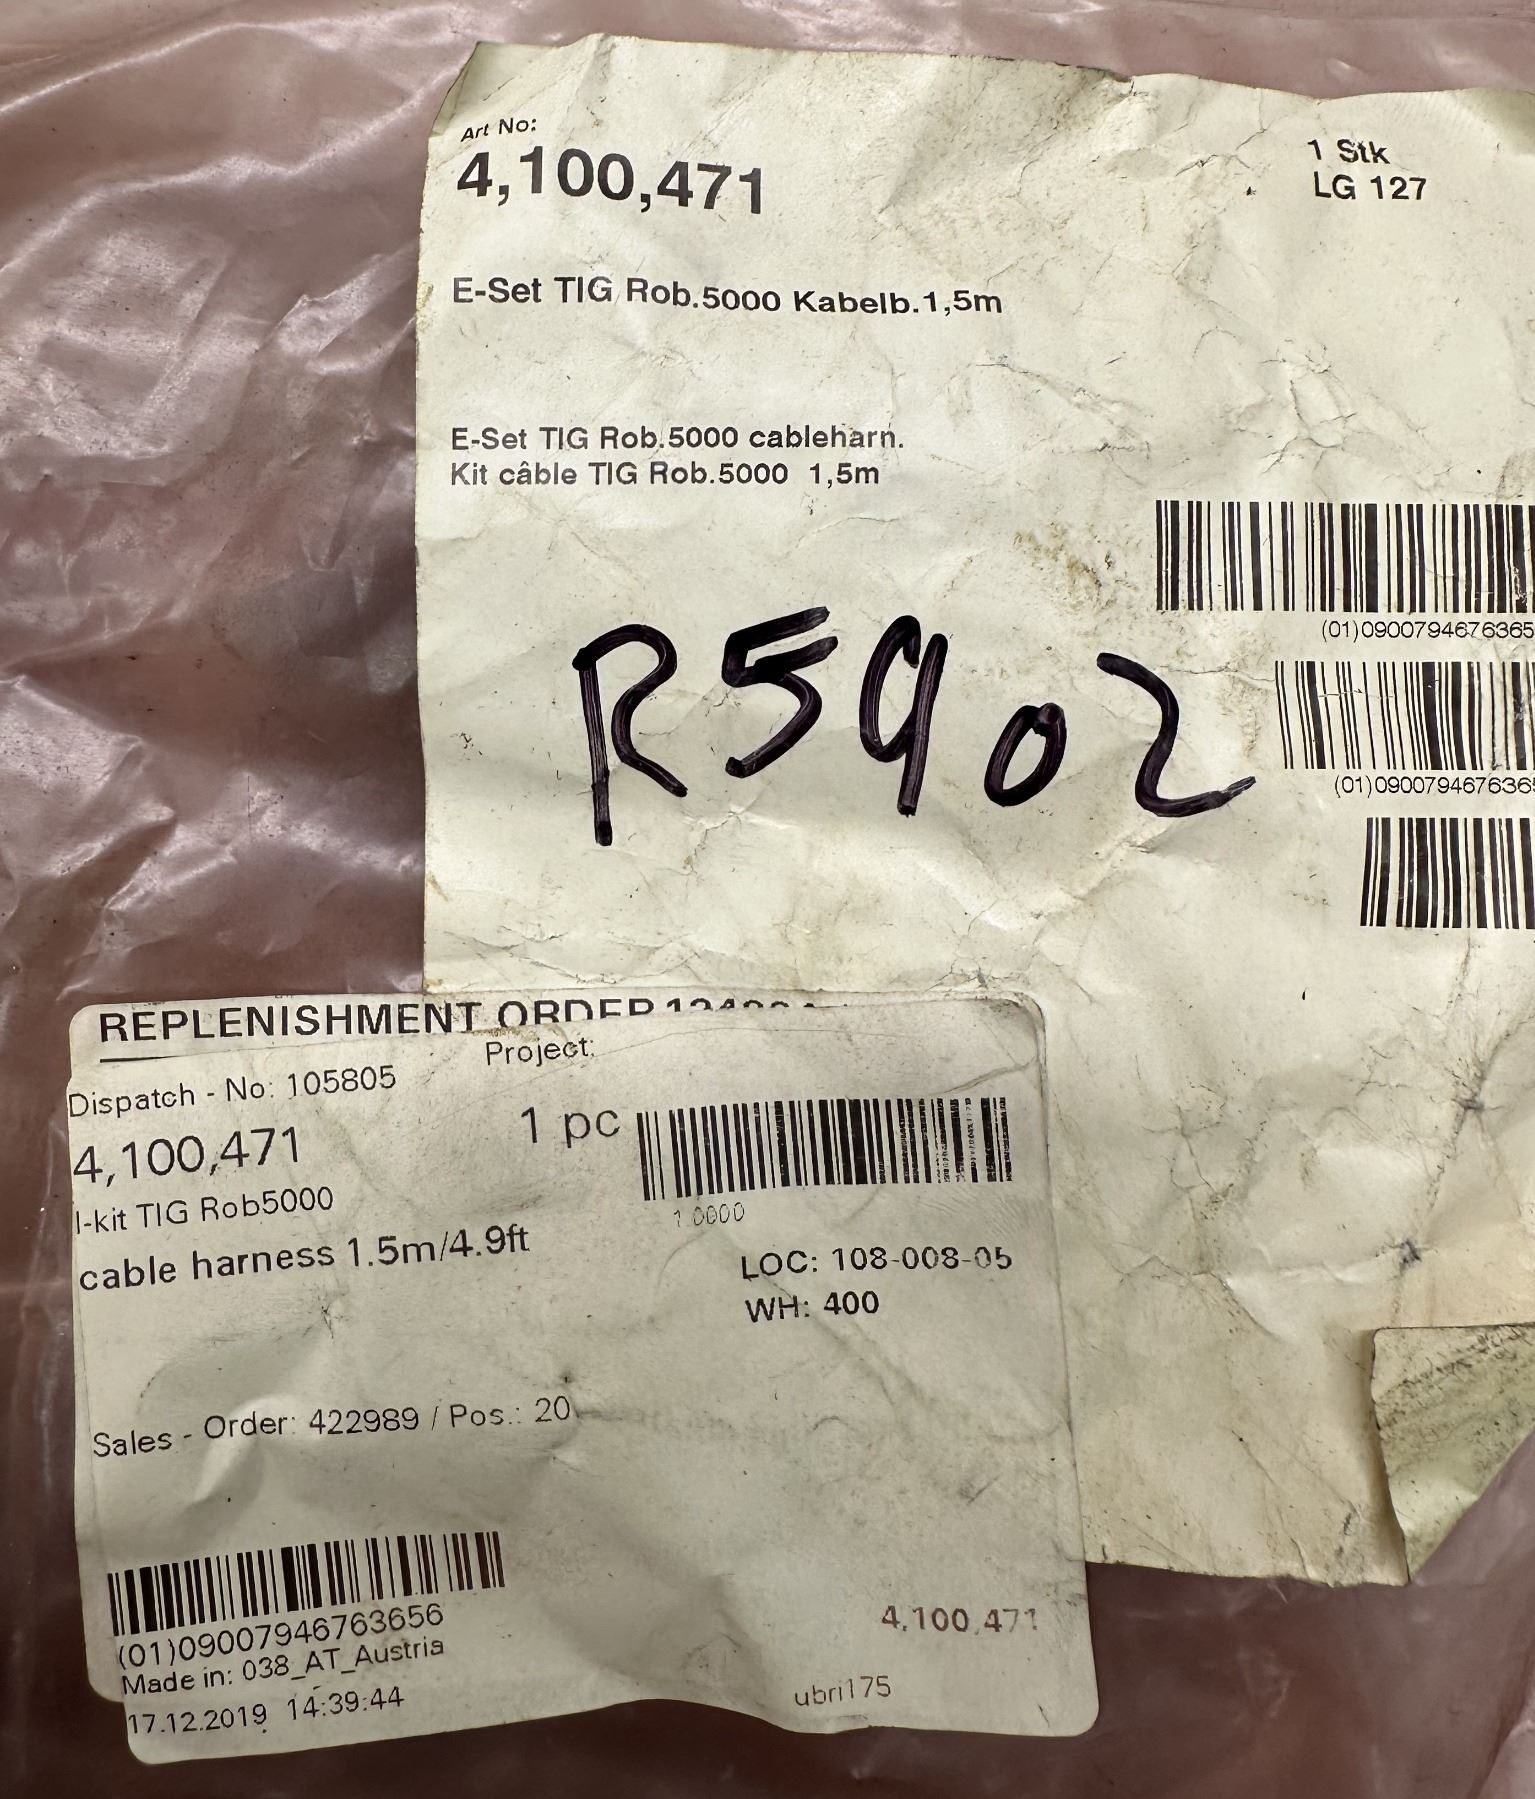 Art No:
4,100,471
1 Stk
LG 127
E-Set TIG Rob.5000 Kabelb.1,5m
E-Set TIG Rob.5000 cableharn.
Kit câble TIG Rob.5000 1,5m
(01)0900794676365
R5902
(01)090079467636
REPLENISHMENT ORDER
Project:
Dispatch - No: 105805
4,100,471
1 pc
I-kit TIG Rob5000
1.0000
cable harness 1.5m/4.9ft
LOC: 108-008-05
WH: 400
Sales - Order: 422989 / Pos.: 20
(01)09007946763656
Made in: 038_AT_Austria
17.12.2019 14:39:44
4,100,471
ubri175